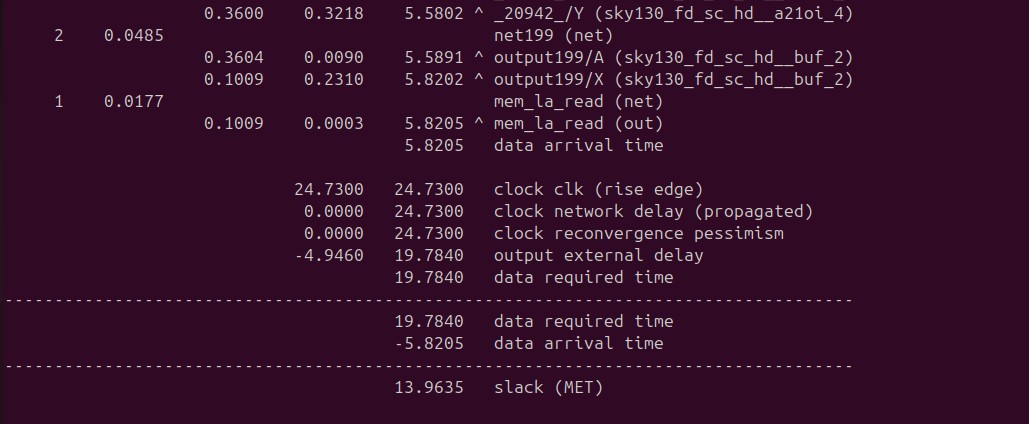 0.3600 0.3218 5.5802 ^ _20942_/Y (sky130_fd_sc_hd__a21oi_4)
2 0.0485 net199 (net)
0.3604 0.0090 5.5891 ^ output199/A (sky130_fd_sc_hd__buf_2)
0.1009 0.2310 5.8202 ^ output199/X (sky130_fd_sc_hd__buf_2)
1 0.0177 mem_la_read (net)
0.1009 0.0003 5.8205 ^ mem_la_read (out)
5.8205 data arrival time
24.7300 24.7300 clock clk (rise edge)
0.0000 24.7300 clock network delay (propagated)
0.0000 24.7300 clock reconvergence pessimism
-4.9460 19.7840 output external delay
19.7840 data required time
-------------------------------------------------------------------------------------
19.7840 data required time
-5.8205 data arrival time
-------------------------------------------------------------------------------------
13.9635 slack (MET)